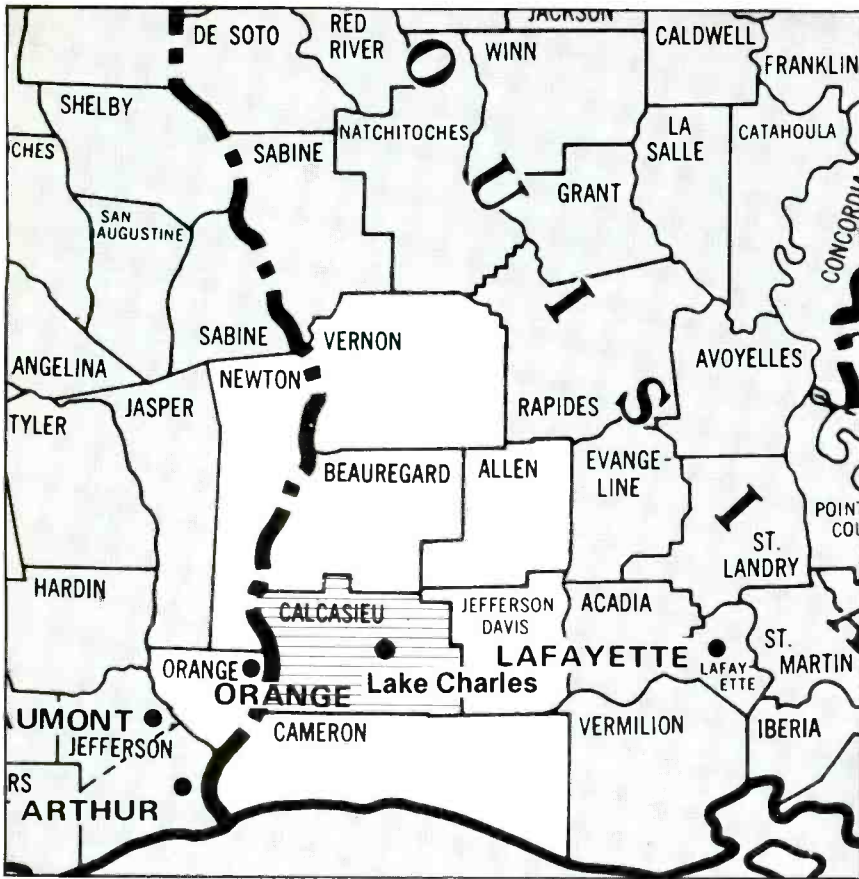 JACKSON
DE SOTO
RED
RIVER
WINN
CALDWELL
FRANKLIN
O
SHELBY
NATCHITOCHES
LA
SALLE
CATAHOULA
CHES
SABINE
U
GRANT
SAN
AUGUSTINE
CONCORDIA
I
SABINE
VERNON
ANGELINA
NEWTON
AVOYELLES
JASPER
RAPIDES
S
TYLER
BEAUREGARD
ALLEN
EVANGE-
LINE
I
POINT
COU
ST.
LANDRY
HARDIN
CALCASIEU
JEFFERSON
DAVIS
ACADIA
A
ORANGE
ORANGE
Lake Charles
LAFAYETTE
LAFAY
ETTE
ST.
MARTIN
AUMONT
JEFFERSON
CAMERON
VERMILION
IBERIA
RS
ARTHUR